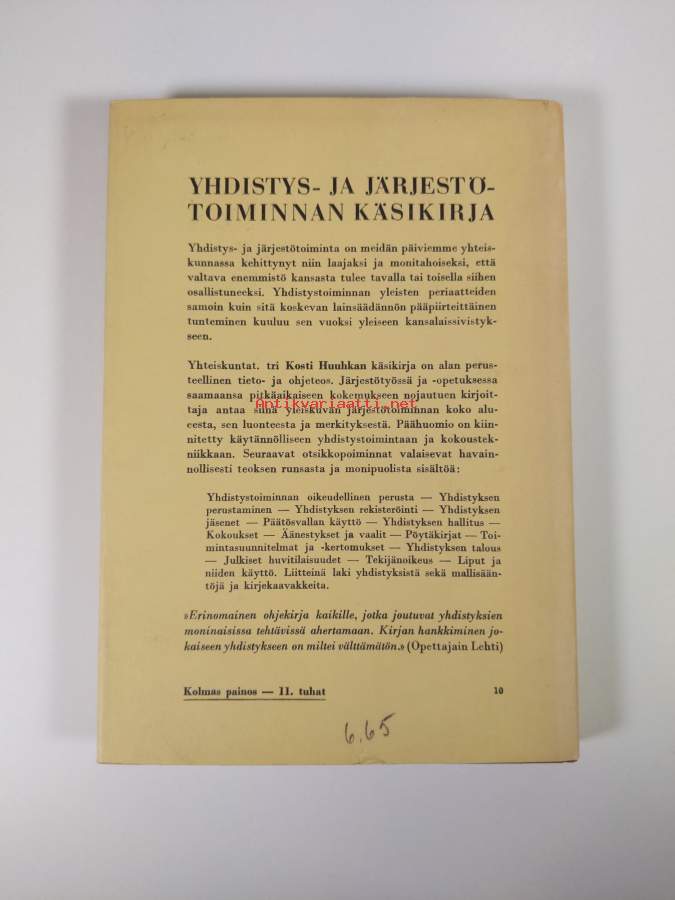 YHDISTYS- JA JÄRJESTÖ-
TOIMINNAN KÄSIKIRJA
Yhdistys- ja järjestötoiminta on meidän päiviemme yhteis-
kunnassa kehittynyt niin laajaksi ja monitahoiseksi, että
valtava enemmistö kansasta tulee tavalla tai toisella siihen
osallistuneeksi. Yhdistystoiminnan yleisten periaatteiden
samoin kuin sitä koskevan lainsäädännön pääpiirteittäinen
tunteminen kuuluu sen vuoksi yleiseen kansalaissivistyk-
seen.
Yhteiskuntat. tri Kosti Huuhkan käsikirja on alan perus-
teellinen tieto- ja ohjeteos. Järjestötyössä ja -opetuksessa
saamaansa pitkäaikaiseen kokemukseen nojautuen kirjoit-
Antikvariaatti.net
taja antaa siinä yleiskuvan järjestötoiminnan koko alu-
eesta, sen luonteesta ja merkityksestä. Päähuomio on kiin-
nitetty käytännölliseen yhdistystoimintaan ja kokoustek-
niikkaan. Seuraavat otsikkopoiminnat valaisevat havain-
nollisesti teoksen runsasta ja monipuolista sisältöä:
Yhdistystoiminnan oikeudellinen perusta — Yhdistyksen
perustaminen — Yhdistyksen rekisteröinti — Yhdistyksen
jäsenet — Päätösvallan käyttö — Yhdistyksen hallitus —
Kokoukset — Äänestykset ja vaalit — Pöytäkirjat — Toi-
mintasuunnitelmat ja -kertomukset — Yhdistyksen talous
— Julkiset huvitilaisuudet — Tekijänoikeus — Liput ja
niiden käyttö. Liitteinä laki yhdistyksistä sekä mallisään-
töjä ja kirjekaavakkeita.
»Erinomainen ohjekirja kaikille, jotka joutuvat yhdistyksien
moninaisissa tehtävissä ahertamaan. Kirjan hankkiminen jo-
kaiseen yhdistykseen on miltei välttämätön.» (Opettajain Lehti)
Kolmas painos — 11. tuhat 10
6.65